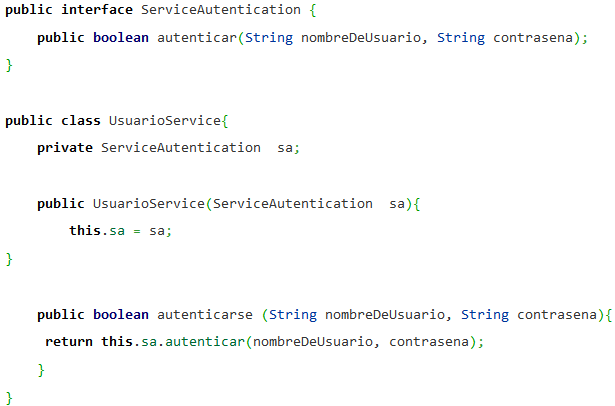 public interface ServiceAutentication {
    public boolean autenticar(String nombreDeUsuario, String contrasena);
}

public class UsuarioService{
    private ServiceAutentication  sa;

    public UsuarioService(ServiceAutentication  sa){
        this.sa = sa;
}

    public boolean autenticarse (String nombreDeUsuario, String contrasena){
     return this.sa.autenticar(nombreDeUsuario, contrasena);
    }
}